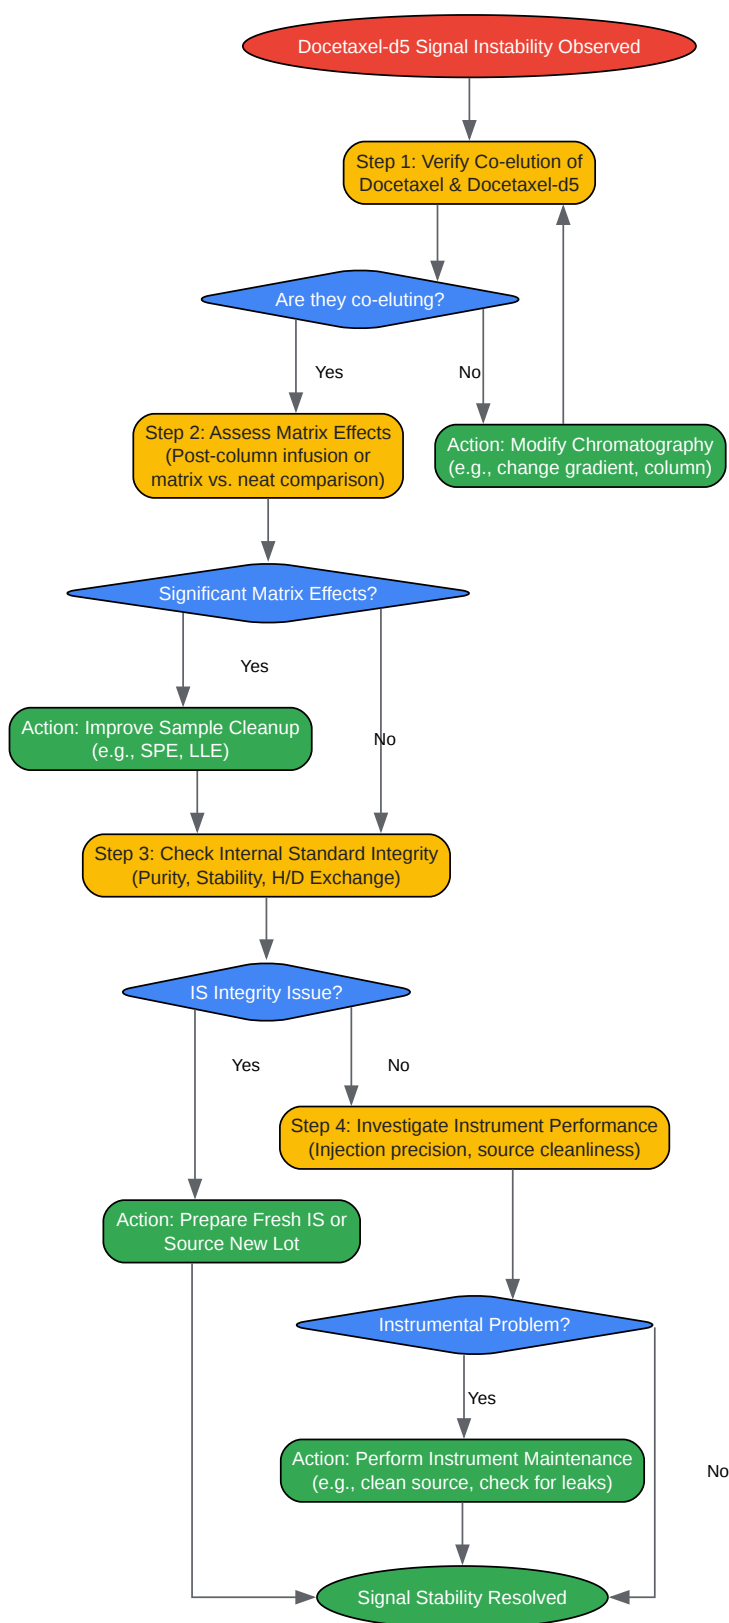 Docetaxel-d5 Signal Instability Observed
Step 1: Verify Co-elution of
Docetaxel & Docetaxel-d5
Are they co-eluting?
Yes
No
Step 2: Assess Matrix Effects
(Post-column infusion or
matrix vs. neat comparison)
Action: Modify Chromatography
(e.g., change gradient, column)
Significant Matrix Effects?
Yes
Action: Improve Sample Cleanup
(e.g., SPE, LLE)
No
Step 3: Check Internal Standard Integrity
(Purity, Stability, H/D Exchange)
IS Integrity Issue?
Yes
No
Step 4: Investigate Instrument Performance
(Injection precision, source cleanliness)
Action: Prepare Fresh IS or
Source New Lot
Instrumental Problem?
Yes
Action: Perform Instrument Maintenance
(e.g., clean source, check for leaks)
No
Signal Stability Resolved